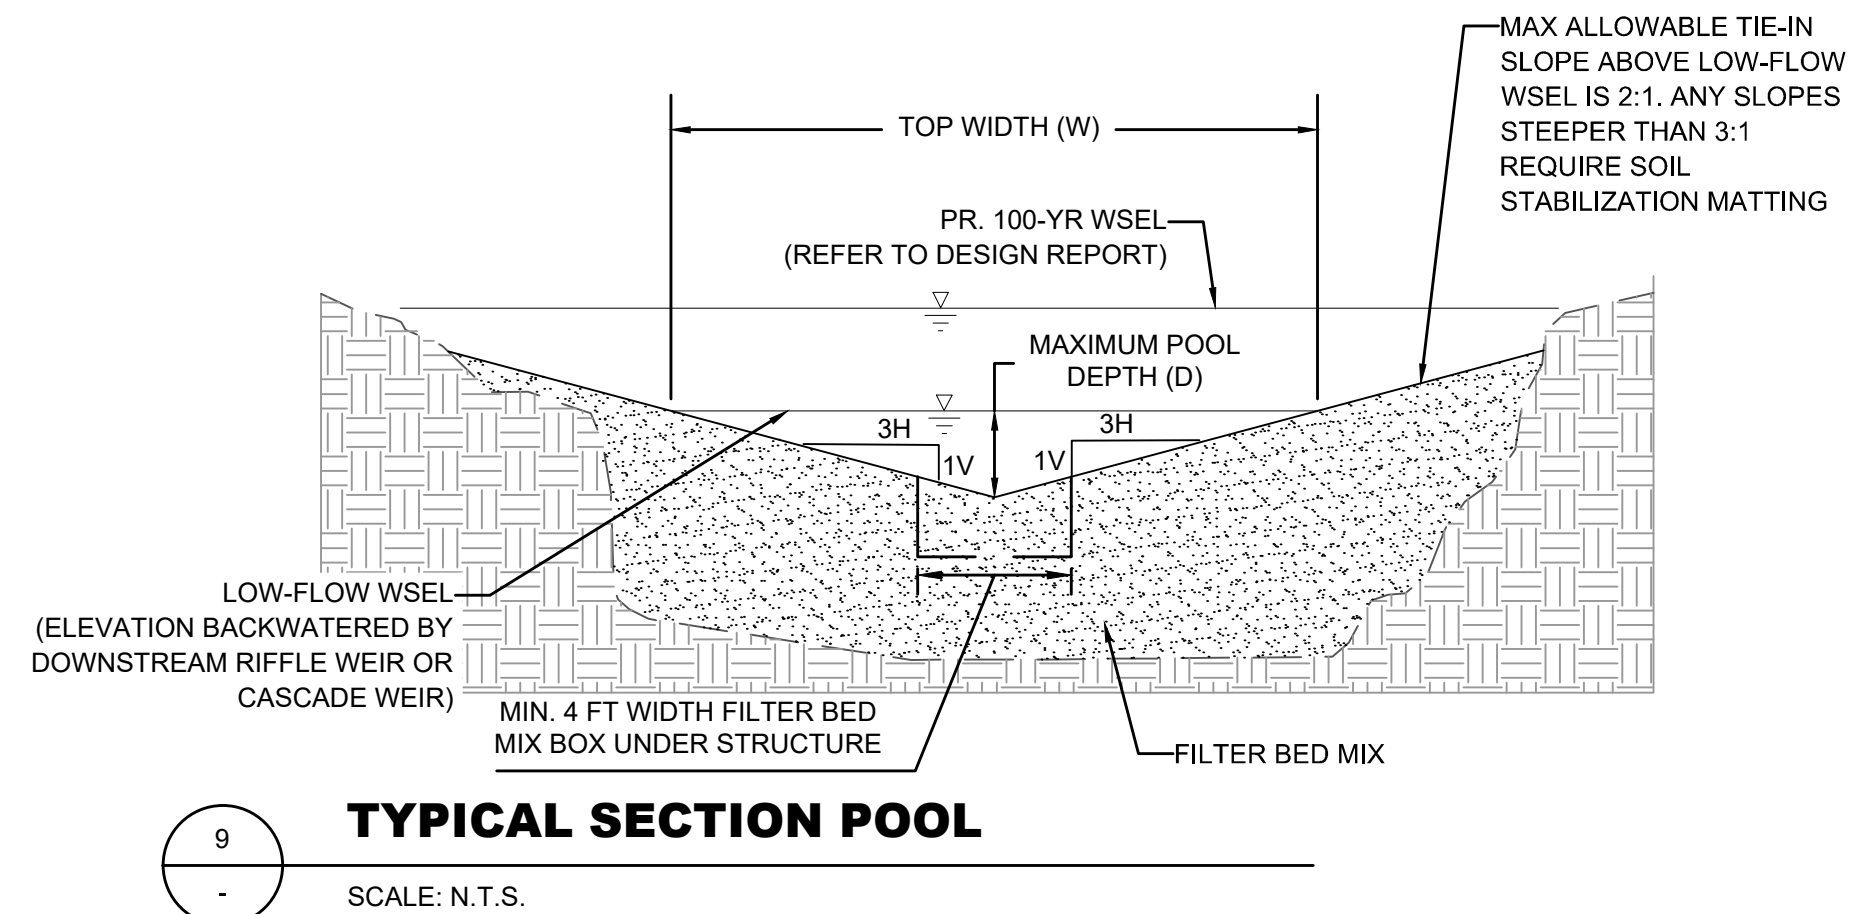 MAX ALLOWABLE TIE-IN
SLOPE ABOVE LOW-FLOW
WSEL IS 2:1. ANY SLOPES
STEEPER THAN 3:1
REQUIRE SOIL
STABILIZATION MATTING
TOP WIDTH (W)
PR. 100-YR WSEL
(REFER TO DESIGN REPORT)
MAXIMUM POOL
DEPTH (D)
3H
1V
3H
1V
LOW-FLOW WSEL
(ELEVATION BACKWATERED BY
DOWNSTREAM RIFFLE WEIR OR
CASCADE WEIR)
MIN. 4 FT WIDTH FILTER BED
MIX BOX UNDER STRUCTURE
FILTER BED MIX
9
-
TYPICAL SECTION POOL
SCALE: N.T.S.